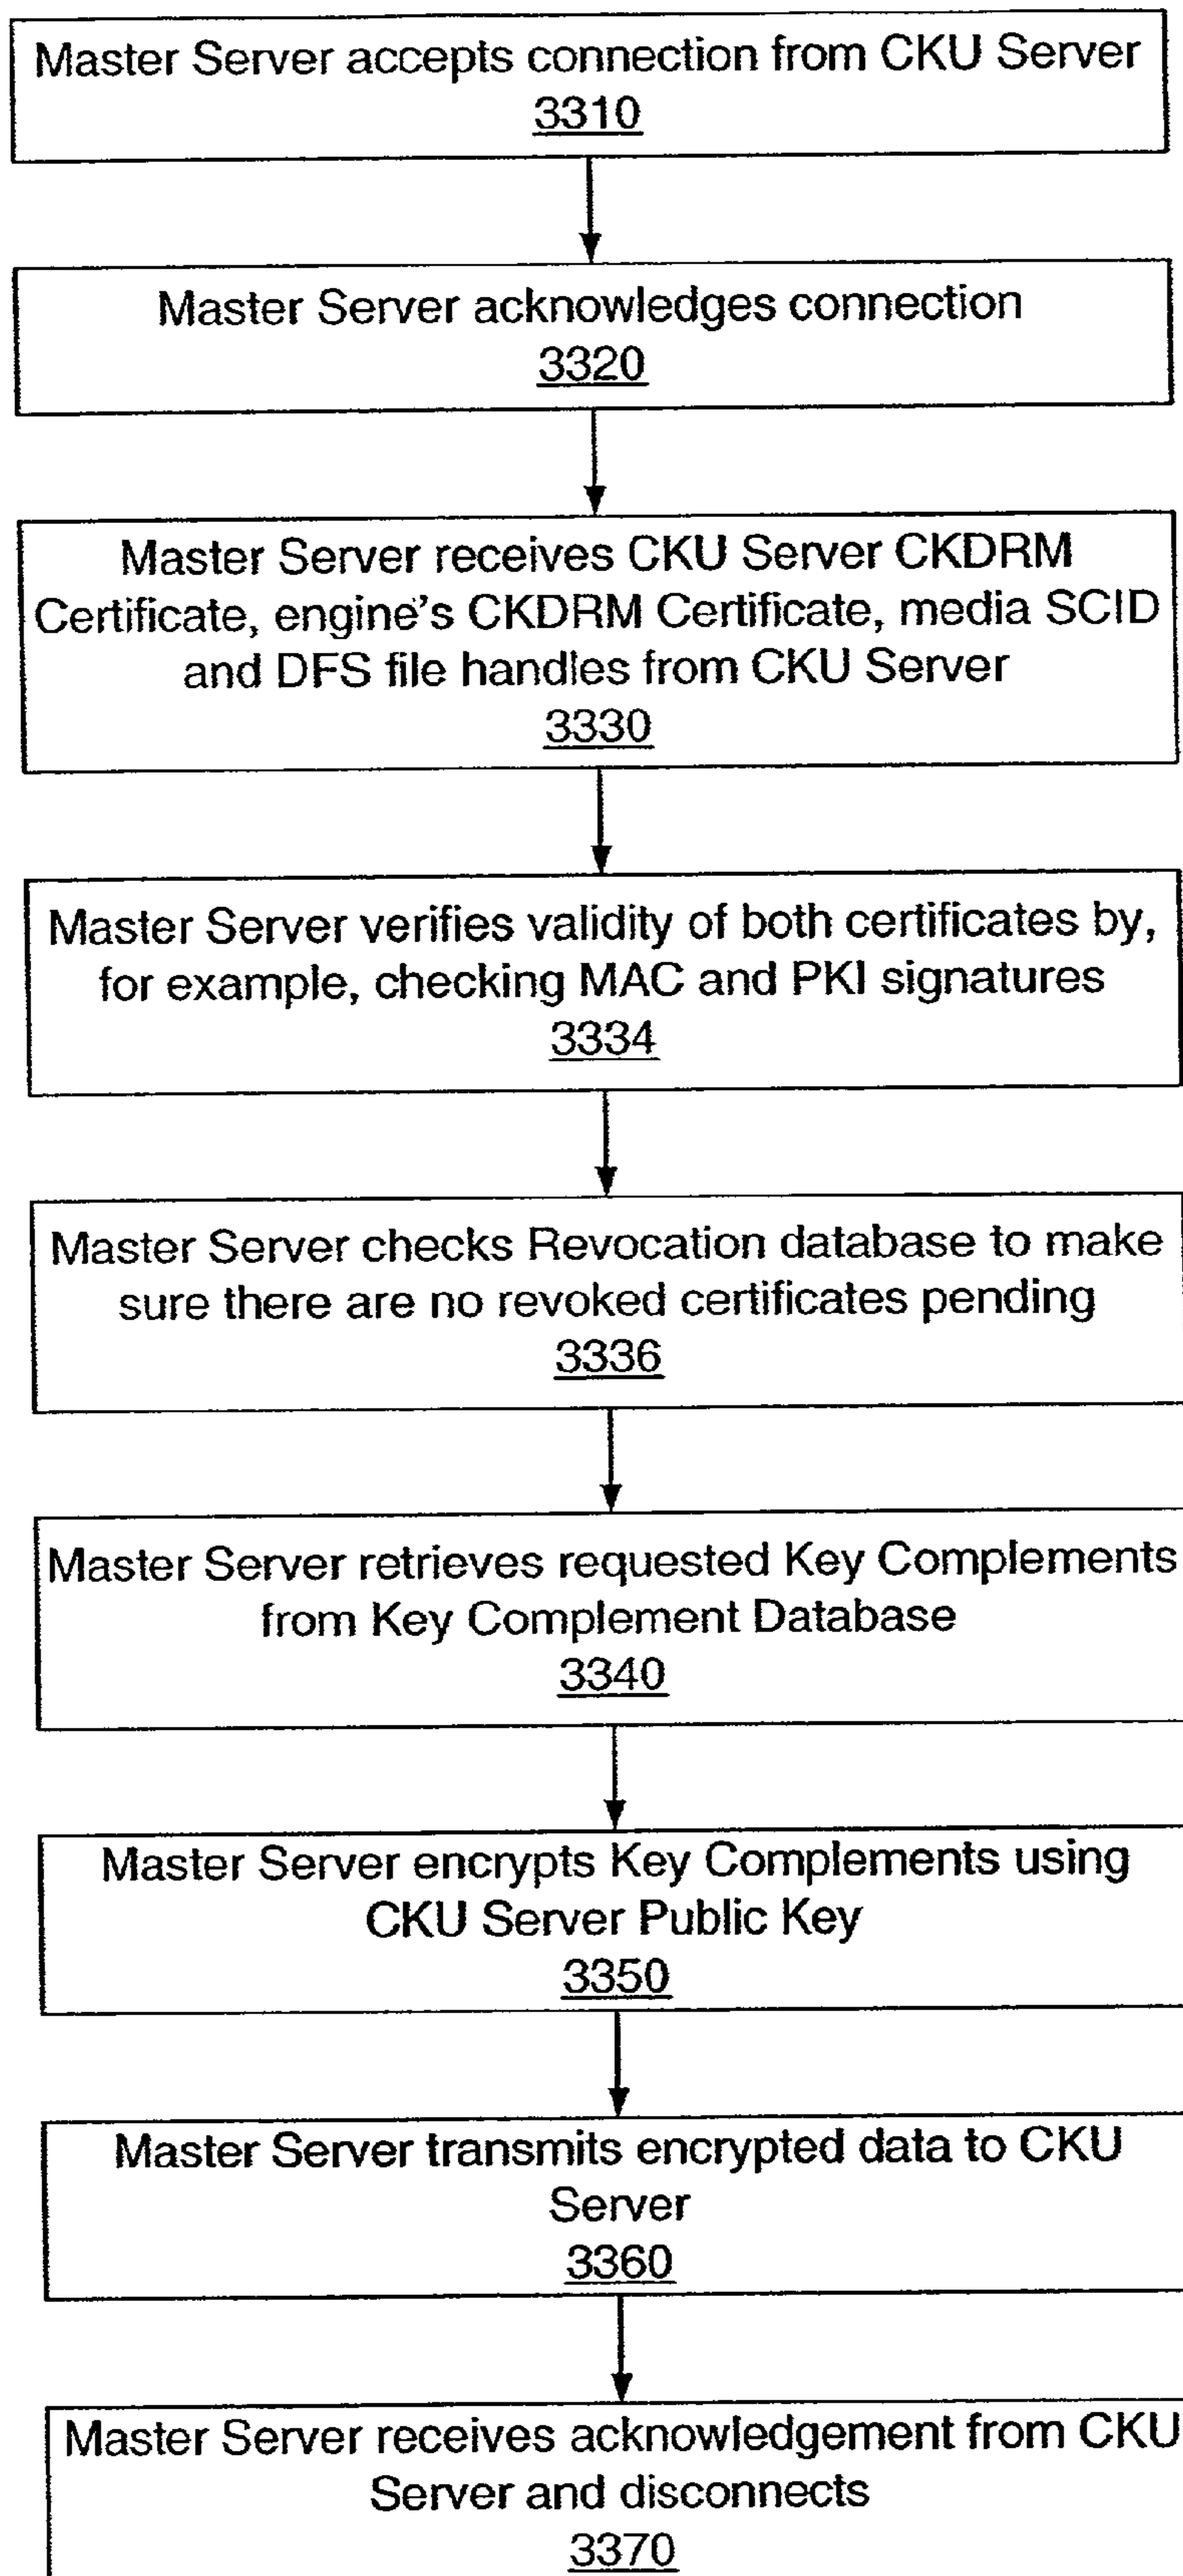 Master Server accepts connection from CKU Server
3310
Master Server acknowledges connection
3320
Master Server receives CKU Server CKDRM
Certificate, engine's CKDRM Certificate, media SCID
and DFS file handles from CKU Server
3330
Master Server verifies validity of both certificates by,
for example, checking MAC and PKI signatures
3334
Master Server checks Revocation database to make
sure there are no revoked certificates pending
3336
Master Server retrieves requested Key Complements
from Key Complement Database
3340
Master Server encrypts Key Complements using
CKU Server Public Key
3350
Master Server transmits encrypted data to CKU
Server
3360
Master Server receives acknowledgement from CKU
Server and disconnects
3370